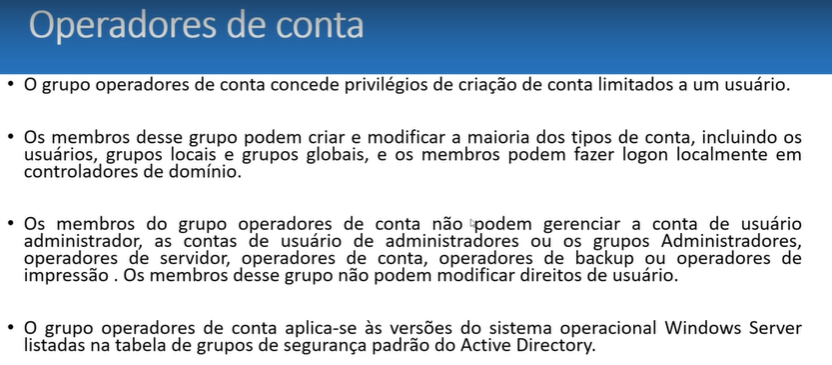 Operadores de conta
• O grupo operadores de conta concede privilégios de criação de conta limitados a um usuário.
• Os membros desse grupo podem criar e modificar a maioria dos tipos de conta, incluindo os
usuários, grupos locais e grupos globais, e os membros podem fazer logon localmente em
controladores de domínio.
• Os membros do grupo operadores de conta não podem gerenciar a conta de usuário
administrador, as contas de usuário de administradores ou os grupos Administradores,
operadores de servidor, operadores de conta, operadores de backup ou operadores de
impressão . Os membros desse grupo não podem modificar direitos de usuário.
• O grupo operadores de conta aplica-se às versões do sistema operacional Windows Server
listadas na tabela de grupos de segurança padrão do Active Directory.